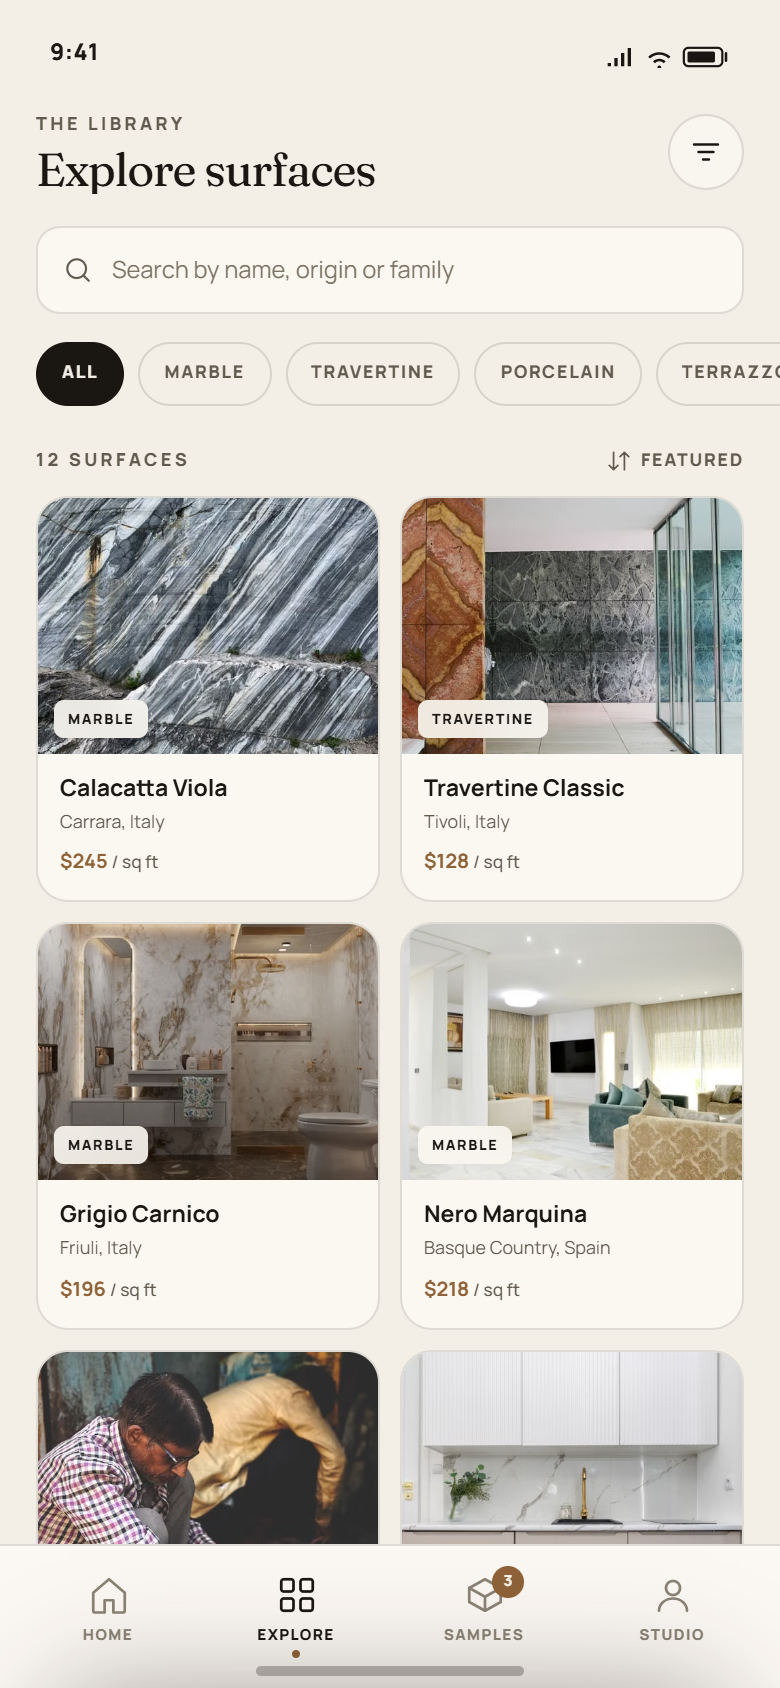 9:41
THE LIBRARY
Explore surfaces
Search by name, origin or family
ALL
MARBLE
TRAVERTINE
PORCELAIN
12 SURFACES
FEATURED
MARBLE
TRAVERTINE
Calacatta Viola
Travertine Classic
Carrara, Italy
Tivoli, Italy
$245 / sq ft
$128 / sq ft
MARBLE
MARBLE
Grigio Carnico
Nero Marquina
Friuli, Italy
Basque Country, Spain
$196 / sq ft
$218 / sq ft
3
HOME
EXPLORE
SAMPLES
STUDIO